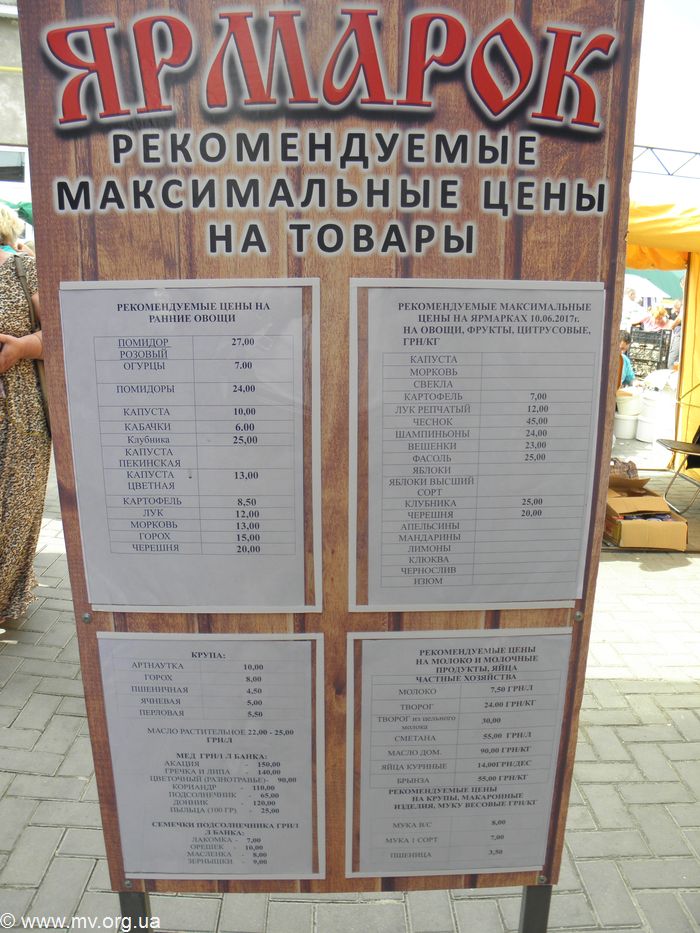 ЯРМАРОК
РЕКОМЕНДУЕМЫЕ
МАКСИМАЛЬНЫЕ ЦЕНЫ
НА ТОВАРЫ
РЕКОМЕНДУЕМЫЕ ЦЕНЫ НА
РАННИЕ ОВОЩИ
ПОМИДОР 27,00
РОЗОВЫЙ
ОГУРЦЫ 7.00
ПОМИДОРЫ 24,00
КАПУСТА 10,00
КАБАЧКИ 6.00
Клубника 25,00
КАПУСТА
ПЕКИНСКАЯ
КАПУСТА 13,00
ЦВЕТНАЯ
КАРТОФЕЛЬ 8,50
ЛУК 12,00
МОРКОВЬ 13,00
ГОРОХ 15,00
ЧЕРЕШНЯ 20,00
РЕКОМЕНДУЕМЫЕ МАКСИМАЛЬНЫЕ
ЦЕНЫ НА ЯРМАРКАХ 10.06.2017г.
НА ОВОЩИ, ФРУКТЫ, ЦИТРУСОВЫЕ,
ГРН/КГ
КАПУСТА
МОРКОВЬ
СВЕКЛА
КАРТОФЕЛЬ 7,00
ЛУК РЕПЧАТЫЙ 12,00
ЧЕСНОК 45,00
ШАМПИНЬОНЫ 24,00
ВЕШЕНКИ 23,00
ФАСОЛЬ 25,00
ЯБЛОКИ
ЯБЛОКИ ВЫСШИЙ
СОРТ
КЛУБНИКА 25,00
ЧЕРЕШНЯ 20,00
АПЕЛЬСИНЫ
МАНДАРИНЫ
ЛИМОНЫ
КЛЮКВА
ЧЕРНОСЛИВ
ИЗЮМ
КРУПА:
АРТНАУТКА 10,00
ГОРОХ 8,00
ПШЕНИЧНАЯ 4,50
ЯЧНЕВАЯ 5,00
ПЕРЛОВАЯ 5,50
МАСЛО РАСТИТЕЛЬНОЕ 22,00 - 25,00
ГРН/Л
МЕД ГРН/Л БАНКА:
АКАЦИЯ - 150,00
ГРЕЧКА И ЛИПА - 140,00
ЦВЕТОЧНЫЙ (РАЗНОТРАВЬЕ)- 90,00
КОРИАНДР - 110,00
ПОДСОЛНЕЧНИК - 65,00
ДОННИК - 120,00
ПЫЛЬЦА (100 ГР) - 25,00
СЕМЕЧКИ ПОДСОЛНЕЧНИКА ГРН/1
Л БАНКА:
ЛАКОМКА - 7,00
ОРЕШЕК - 10,00
МАСЛЕНКА - 8,00
ЗЕРНЫШКИ - 9,00
РЕКОМЕНДУЕМЫЕ ЦЕНЫ
НА МОЛОКО И МОЛОЧНЫЕ
ПРОДУКТЫ, ЯЙЦА
ЧАСТНЫЕ ХОЗЯЙСТВА
МОЛОКО 7,50 ГРН/Л
ТВОРОГ 24.00 ГРН/КГ
ТВОРОГ из цельного 30,00
молока
СМЕТАНА 55,00 ГРН/Л
МАСЛО ДОМ. 90,00 ГРН/КГ
ЯЙЦА КУРИНЫЕ 14,00ГРН/ДЕС
БРЫНЗА 55.00 ГРН/КГ
РЕКОМЕНДУЕМЫЕ ЦЕНЫ
НА КРУПЫ, МАКАРОННЫЕ
ИЗДЕЛИЯ, МУКУ ВЕСОВЫЕ ГРН/КГ
МУКА В/С 8,00
МУКА 1 СОРТ 7,00
ПШЕНИЦА 3,50
© www.mv.org.ua